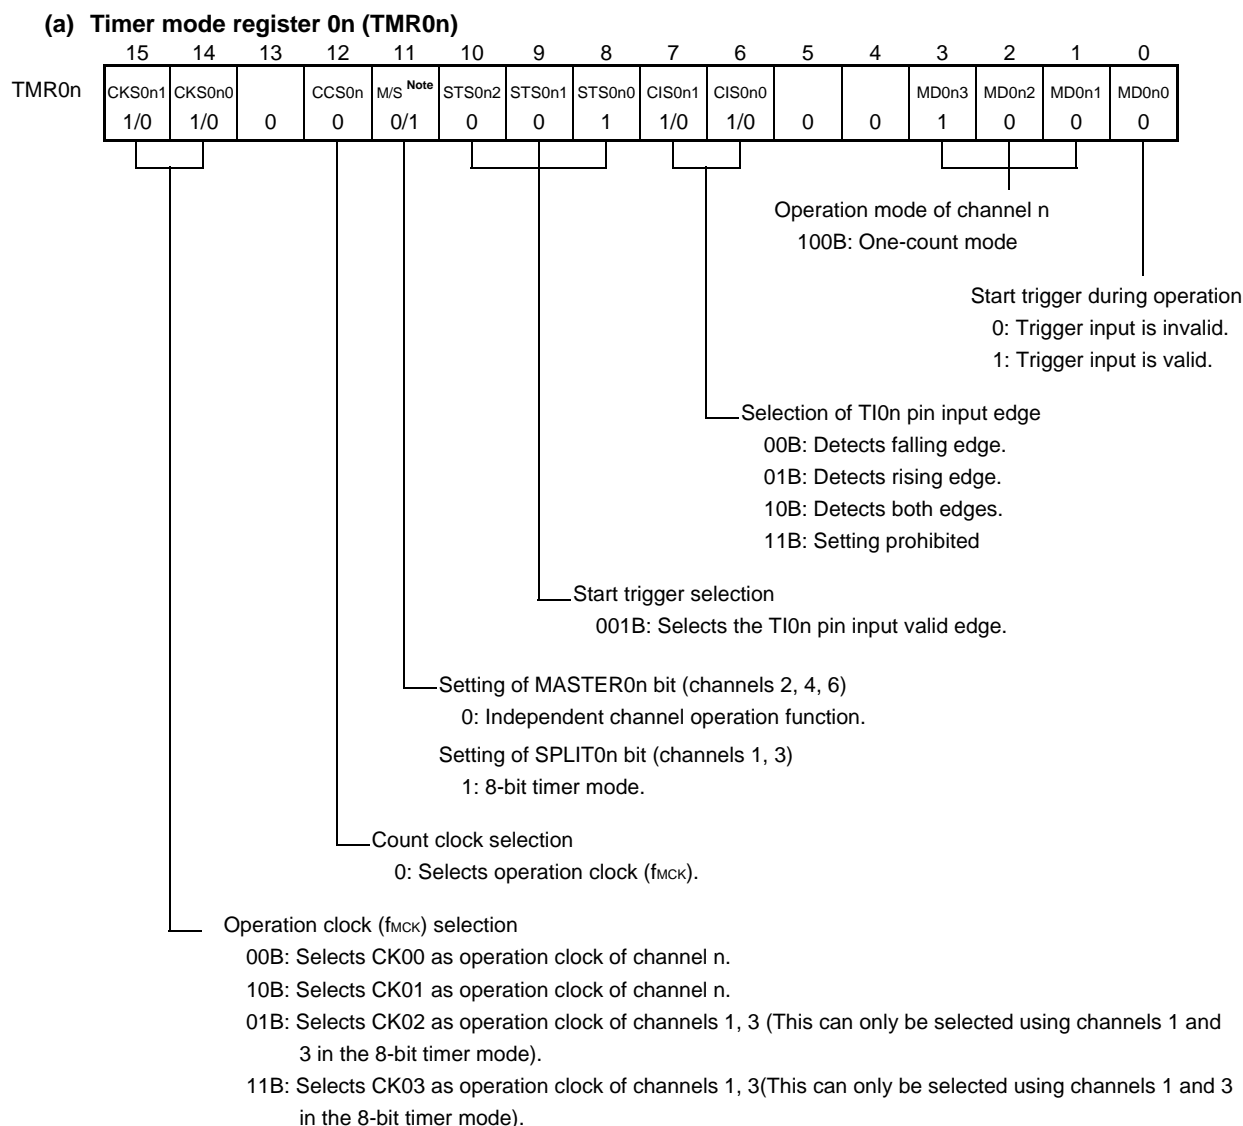 (a) Timer mode register 0n (TMR0n)
15 14 13 12 11 10 9 8 7 6 5 4 3 2 1 0
TMR0n CKS0n1 CKS0n0 CCS0n M/S Note STS0n2 STS0n1 STS0n0 CIS0n1 CIS0n0 MD0n3 MD0n2 MD0n1 MD0n0
1/0 1/0 0 0 0/1 0 0 1 1/0 1/0 0 0 1 0 0 0
Operation mode of channel n
100B: One-count mode
Start trigger during operation
0: Trigger input is invalid.
1: Trigger input is valid.
Selection of TI0n pin input edge
00B: Detects falling edge.
01B: Detects rising edge.
10B: Detects both edges.
11B: Setting prohibited
Start trigger selection
001B: Selects the TI0n pin input valid edge.
Setting of MASTER0n bit (channels 2, 4, 6)
0: Independent channel operation function.
Setting of SPLIT0n bit (channels 1, 3)
1: 8-bit timer mode.
Count clock selection
0: Selects operation clock (fMCK).
Operation clock (fMCK) selection
00B: Selects CK00 as operation clock of channel n.
10B: Selects CK01 as operation clock of channel n.
01B: Selects CK02 as operation clock of channels 1, 3 (This can only be selected using channels 1 and
3 in the 8-bit timer mode).
11B: Selects CK03 as operation clock of channels 1, 3(This can only be selected using channels 1 and 3
in the 8-bit timer mode).